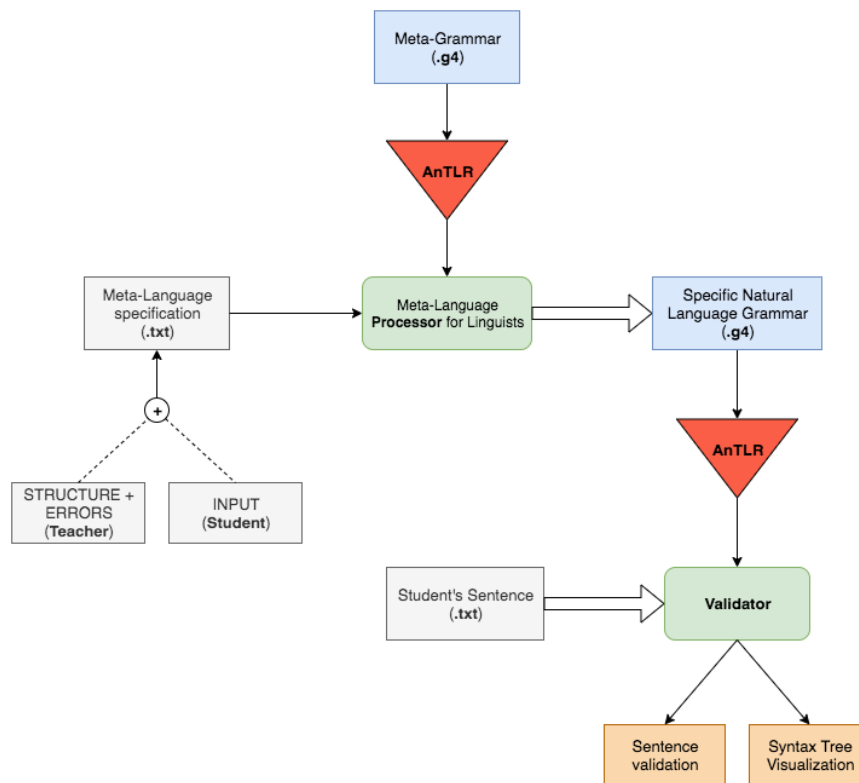 Meta-Grammar
(.g4)
AnTLR
Meta-Language
specification
(.txt)
Meta-Language
Processor for Linguists
Specific Natural
Language Grammar
(.g4)
+
AnTLR
STRUCTURE +
ERRORS
(Teacher)
INPUT
(Student)
Student's Sentence
(.txt)
Validator
Sentence
validation
Syntax Tree
Visualization